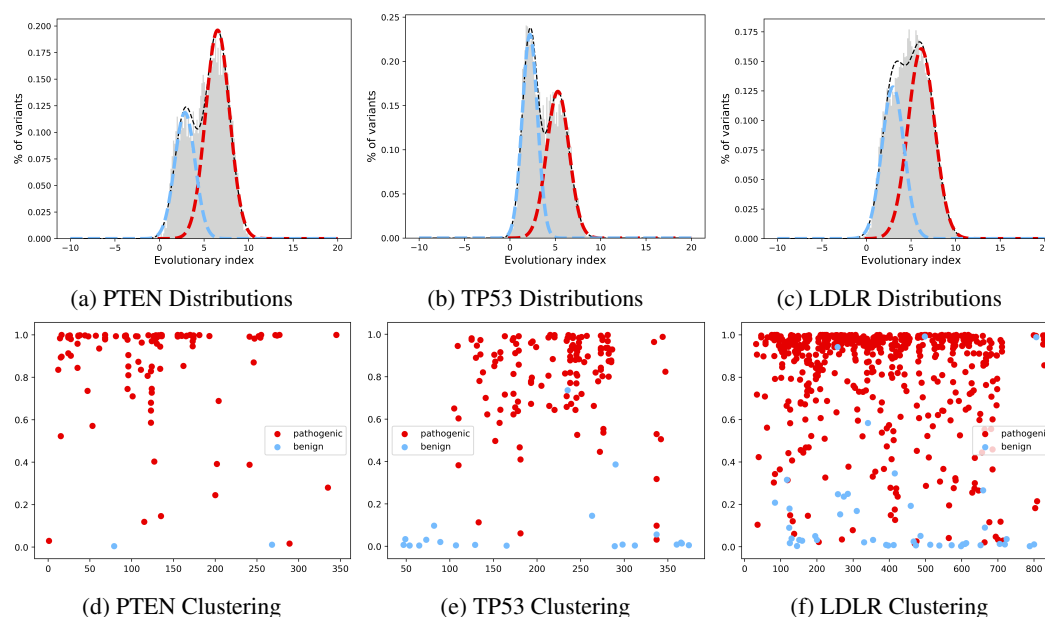 0.200
0.175
0.150
0.125
0.100
0.075
0.050
0.025
0.000
% of variants
−10 −5 0 5 10 15 20
Evolutionary index
0.25
0.20
0.15
0.10
0.05
0.00
% of variants
−10 −5 0 5 10 15 20
Evolutionary index
0.175
0.150
0.125
0.100
0.075
0.050
0.025
0.000
% of variants
−10 −5 0 5 10 15 20
Evolutionary index
(a) PTEN Distributions
(b) TP53 Distributions
(c) LDLR Distributions
1.0
0.8
0.6
0.4
0.2
0.0
pathogenic
benign
0 50 100 150 200 250 300 350
1.0
0.8
0.6
0.4
0.2
0.0
pathogenic
benign
50 100 150 200 250 300 350
1.0
0.8
0.6
0.4
0.2
0.0
pathogenic
benign
0 100 200 300 400 500 600 700 800
(d) PTEN Clustering
(e) TP53 Clustering
(f) LDLR Clustering